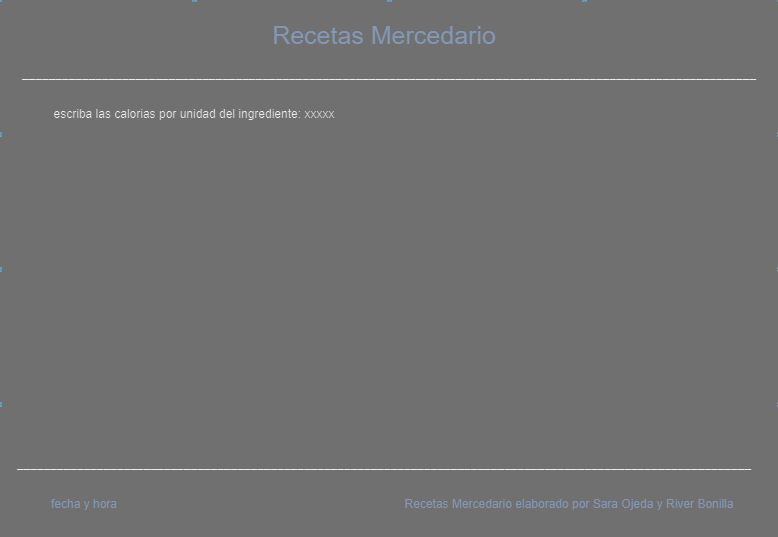 Recetas Mercedario
escriba las calorias por unidad del ingrediente: xxxxx
fecha y hora
Recetas Mercedario elaborado por Sara Ojeda y River Bonilla